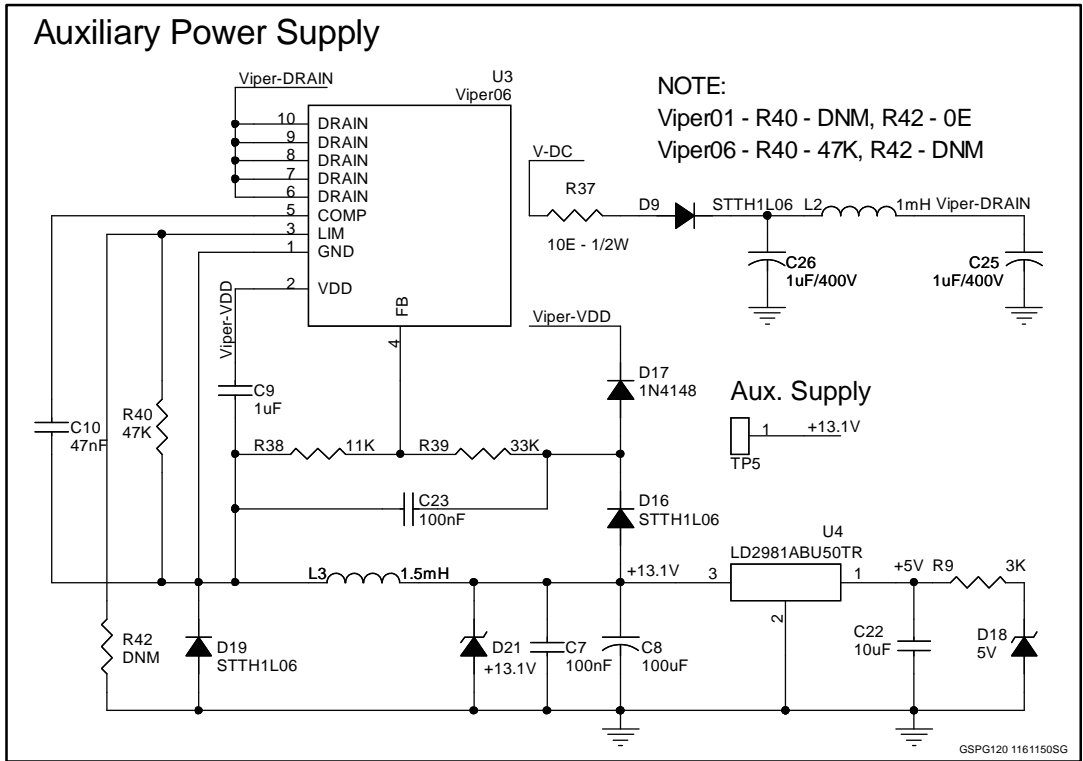 Auxiliary Power Supply
Viper-DRAIN
U3
Viper06
10 DRAIN
9 DRAIN
8 DRAIN
7 DRAIN
6 DRAIN
5 COMP
3 LIM
1 GND
2 VDD
FB
4
NOTE:
Viper01 - R40 - DNM, R42 - 0E
Viper06 - R40 - 47K, R42 - DNM
V-DC
R37
10E - 1/2W
D9
STTH1L06
L2
1mH
Viper-DRAIN
C26
1uF/400V
C25
1uF/400V
Viper-VDD
Viper-VDD
C9
1uF
D17
1N4148
Aux. Supply
1
+13.1V
TP5
C10
47nF
R40
47K
R38
11K
R39
33K
C23
100nF
D16
STTH1L06
U4
LD2981ABU50TR
L3
1.5mH
+13.1V
3
1
2
+5V
R9
3K
R42
DNM
D19
STTH1L06
D21
+13.1V
C7
100nF
C8
100uF
C22
10uF
D18
5V
GSPG120 1161150SG